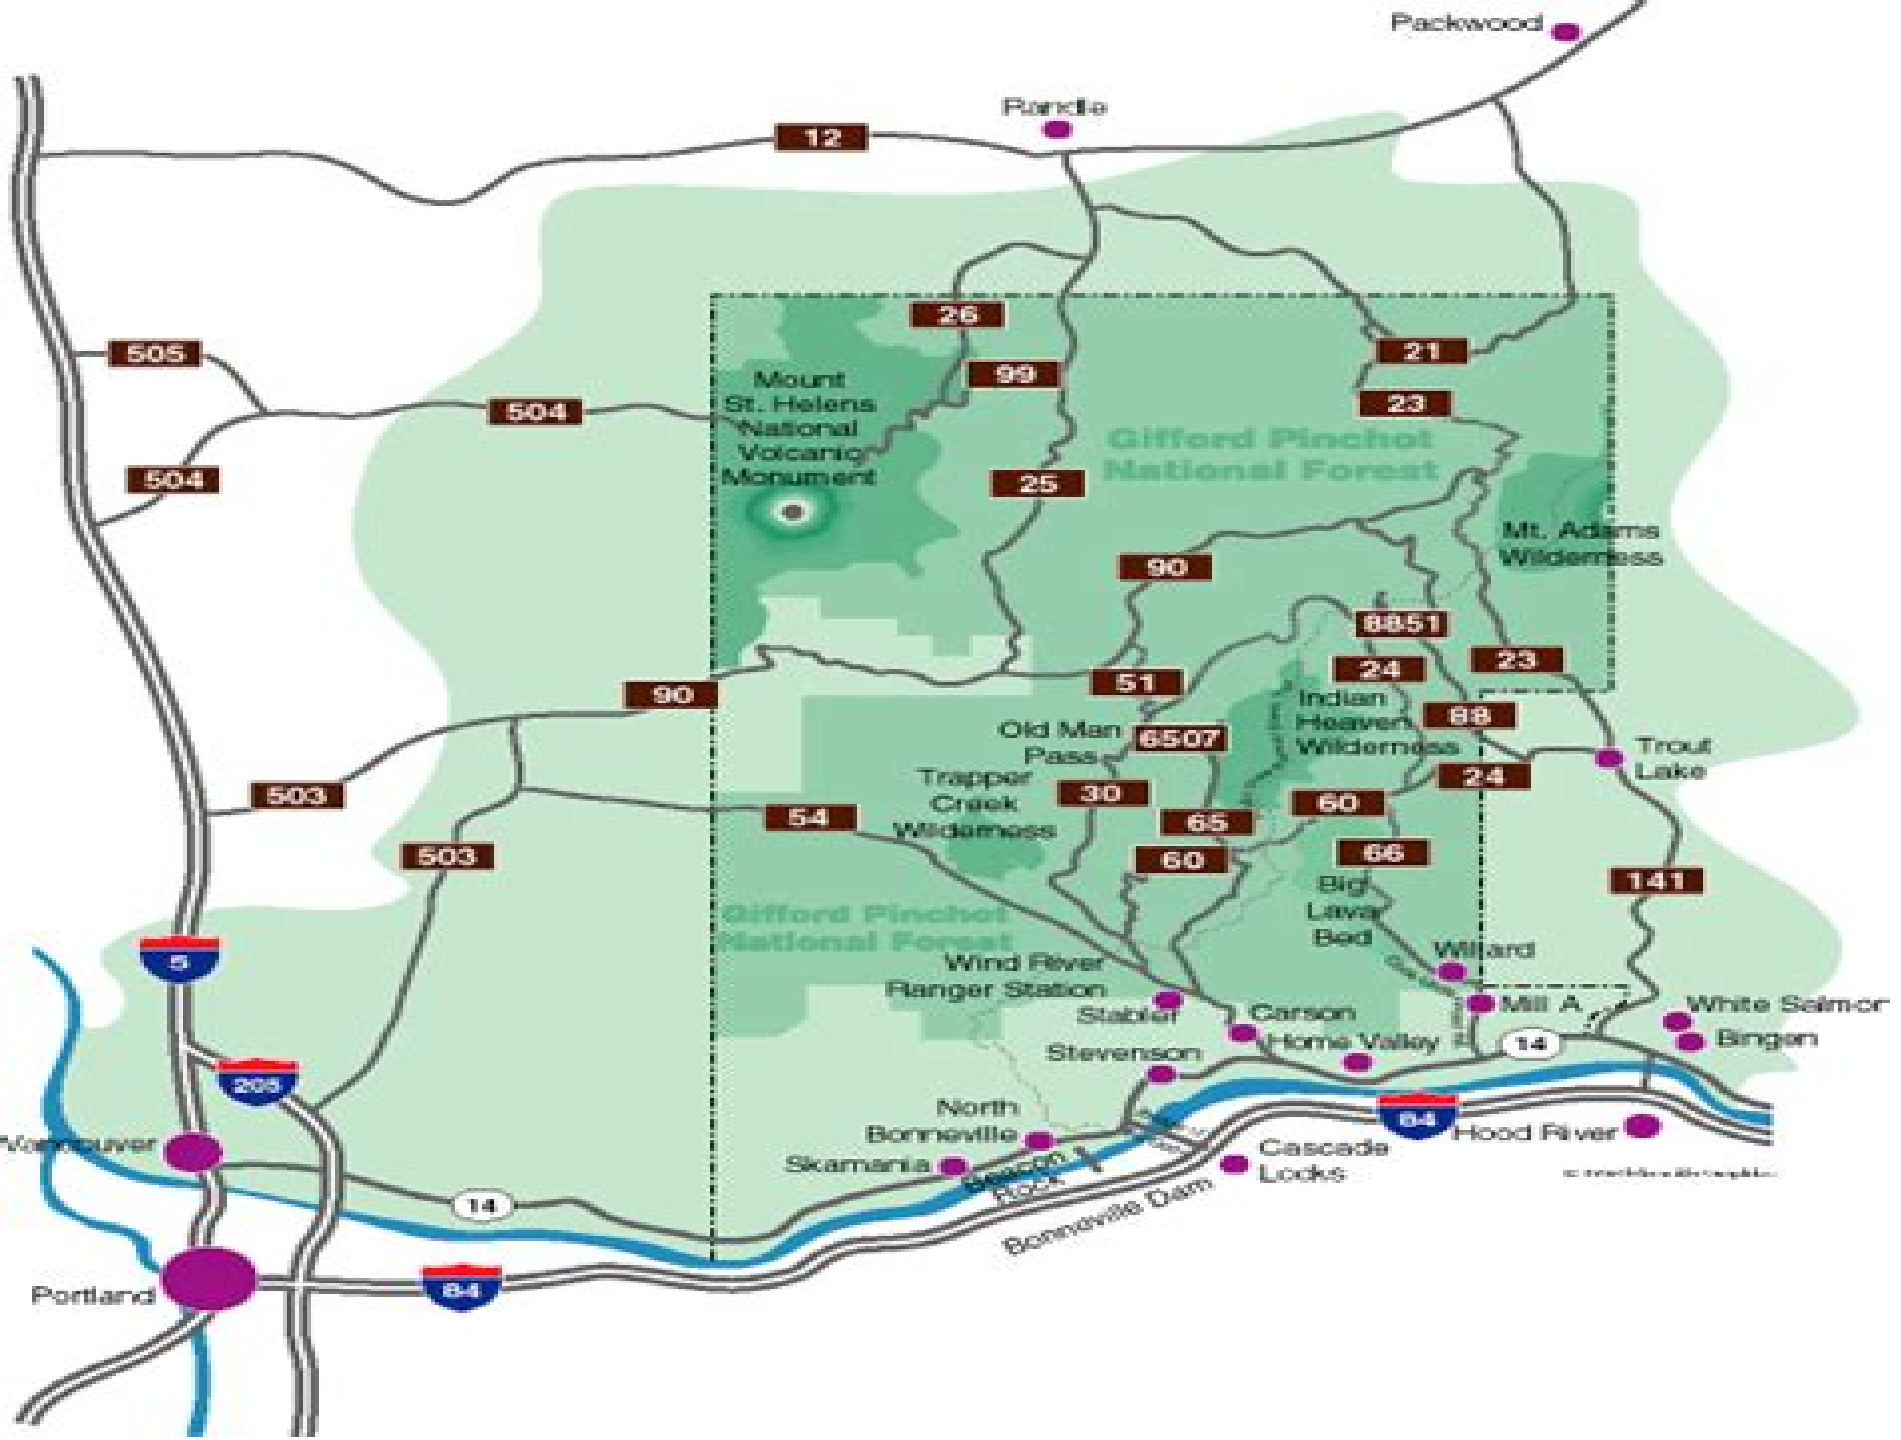 Packwood
Randle
12
26
505
21
99
Mount
St. Helens
National
Volcanic
Monument
23
504
Gifford Pinchot
National Forest
504
25
Mt. Adams
Wilderness
90
8851
23
24
51
90
Indian
Heaven
Wilderness
88
Old Man
Pass
6507
Trout
Lake
24
Trapper
Creek
Wilderness
30
503
60
54
65
503
60
66
141
Big
Lava
Bed
Gifford Pinchot
National Forest
Willard
5
Wind River
Ranger Station
Mill A
White Salmon
Stabler
Carson
Bingen
Home Valley
14
Stevenson
205
North
Bonneville
84
Hood River
Vancouver
Cascade
Locks
Skamania
Beacon
Rock
14
Bonneville Dam
Portland
84